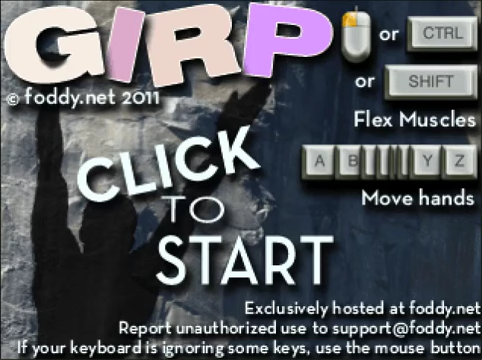 GIRP
© foddy.net 2011
or CTRL
or SHIFT
Flex Muscles
A B Y Z
Move hands
CLICK
TO
START
Exclusively hosted at foddy.net
Report unauthorized use to support@foddy.net
If your keyboard is ignoring some keys, use the mouse button